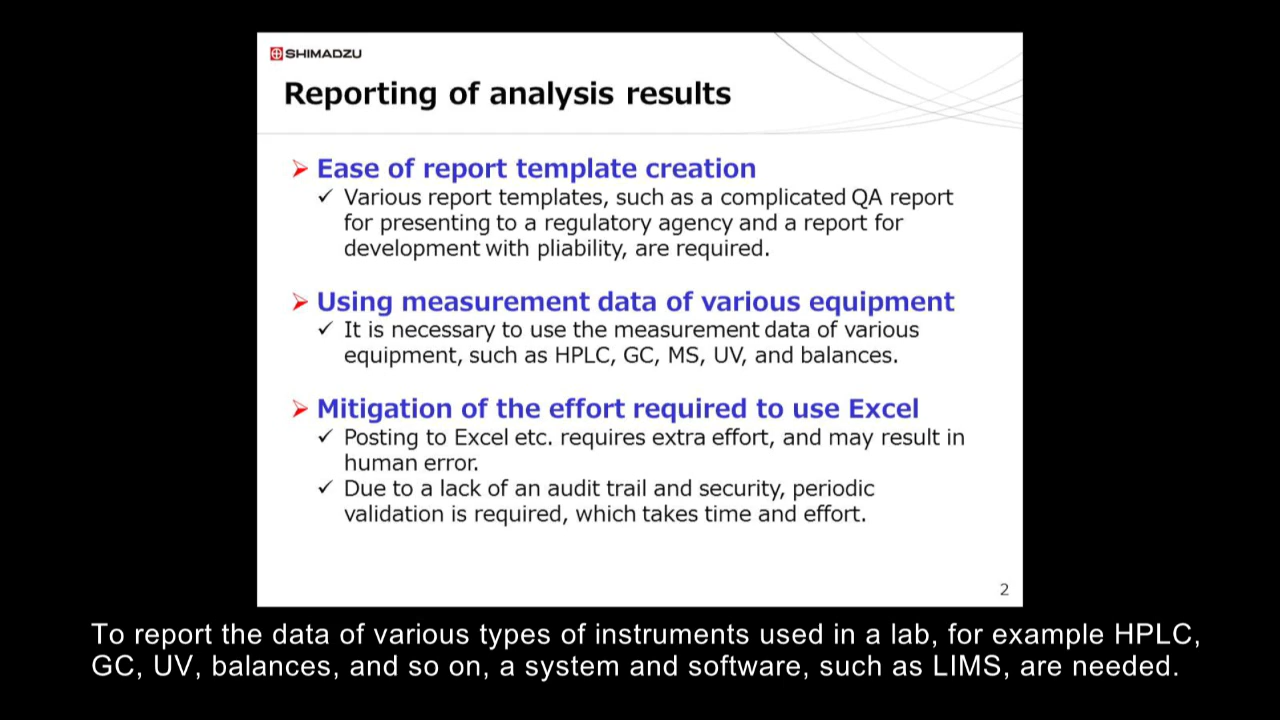 SHIMADZU
Reporting of analysis results
Ease of report template creation
✓ Various report templates, such as a complicated QA report
for presenting to a regulatory agency and a report for
development with pliability, are required.
Using measurement data of various equipment
✓ It is necessary to use the measurement data of various
equipment, such as HPLC, GC, MS, UV, and balances.
Mitigation of the effort required to use Excel
✓ Posting to Excel etc. requires extra effort, and may result in
human error.
✓ Due to a lack of an audit trail and security, periodic
validation is required, which takes time and effort.
2
To report the data of various types of instruments used in a lab, for example HPLC,
GC, UV, balances, and so on, a system and software, such as LIMS, are needed.